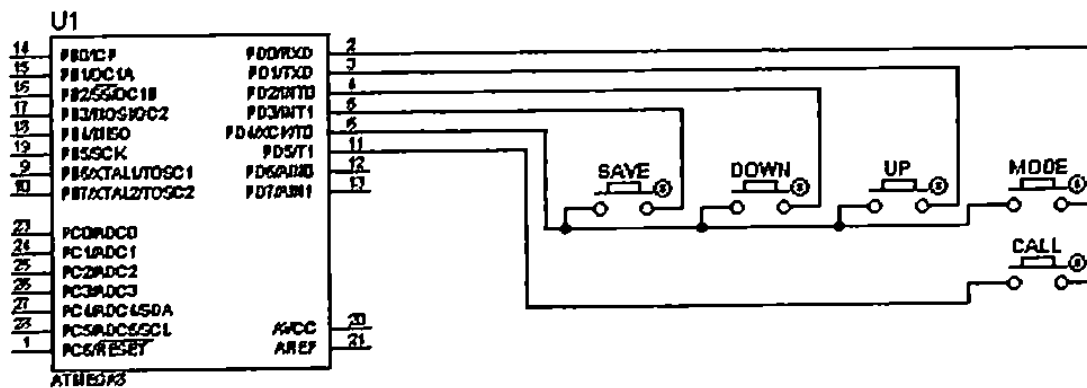 U1
14 PB0/ICP PD0/RXD 2
15 PB1/OC1A PD1/TXD 3
16 PB2/SS/OC1B PD2/INT0 4
17 PB3/MOSI/OC2 PD3/INT1 5
18 PB4/MISO PD4/XCK/T0 6
19 PB5/SCK PD5/T1 11
9 PB6/XTAL1/TOSC1 PD6/AIN0 12
10 PB7/XTAL2/TOSC2 PD7/AIN1 13
SAVE DOWN UP MODE
23 PC0/ADC0
24 PC1/ADC1
CALL
25 PC2/ADC2
26 PC3/ADC3
27 PC4/ADC4/SDA
28 PC5/ADC5/SCL AVCC 20
1 PC6/RESET AREF 21
ATMEGA8